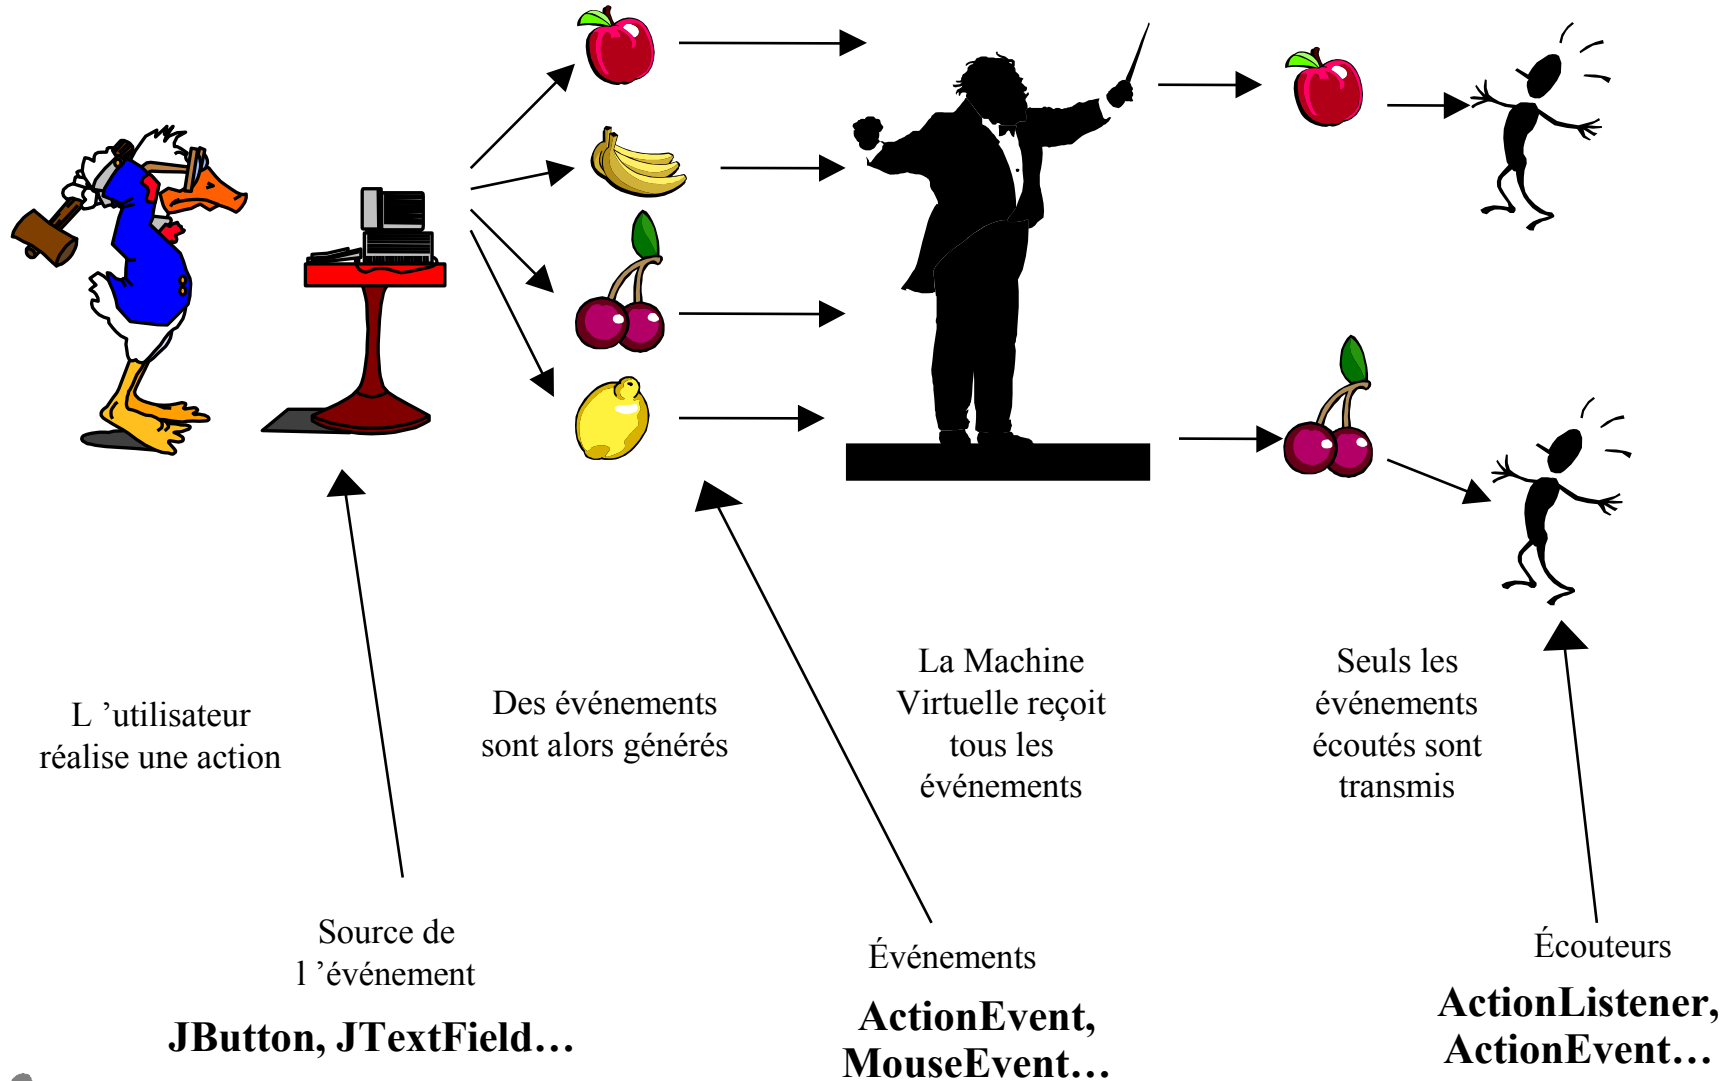 L ’utilisateur
réalise une action
Des événements
sont alors générés
La Machine
Virtuelle reçoit
tous les
événements
Seuls les
événements
écoutés sont
transmis
Source de
l ’événement
JButton, JTextField…
Événements
ActionEvent,
MouseEvent…
Écouteurs
ActionListener,
ActionEvent…